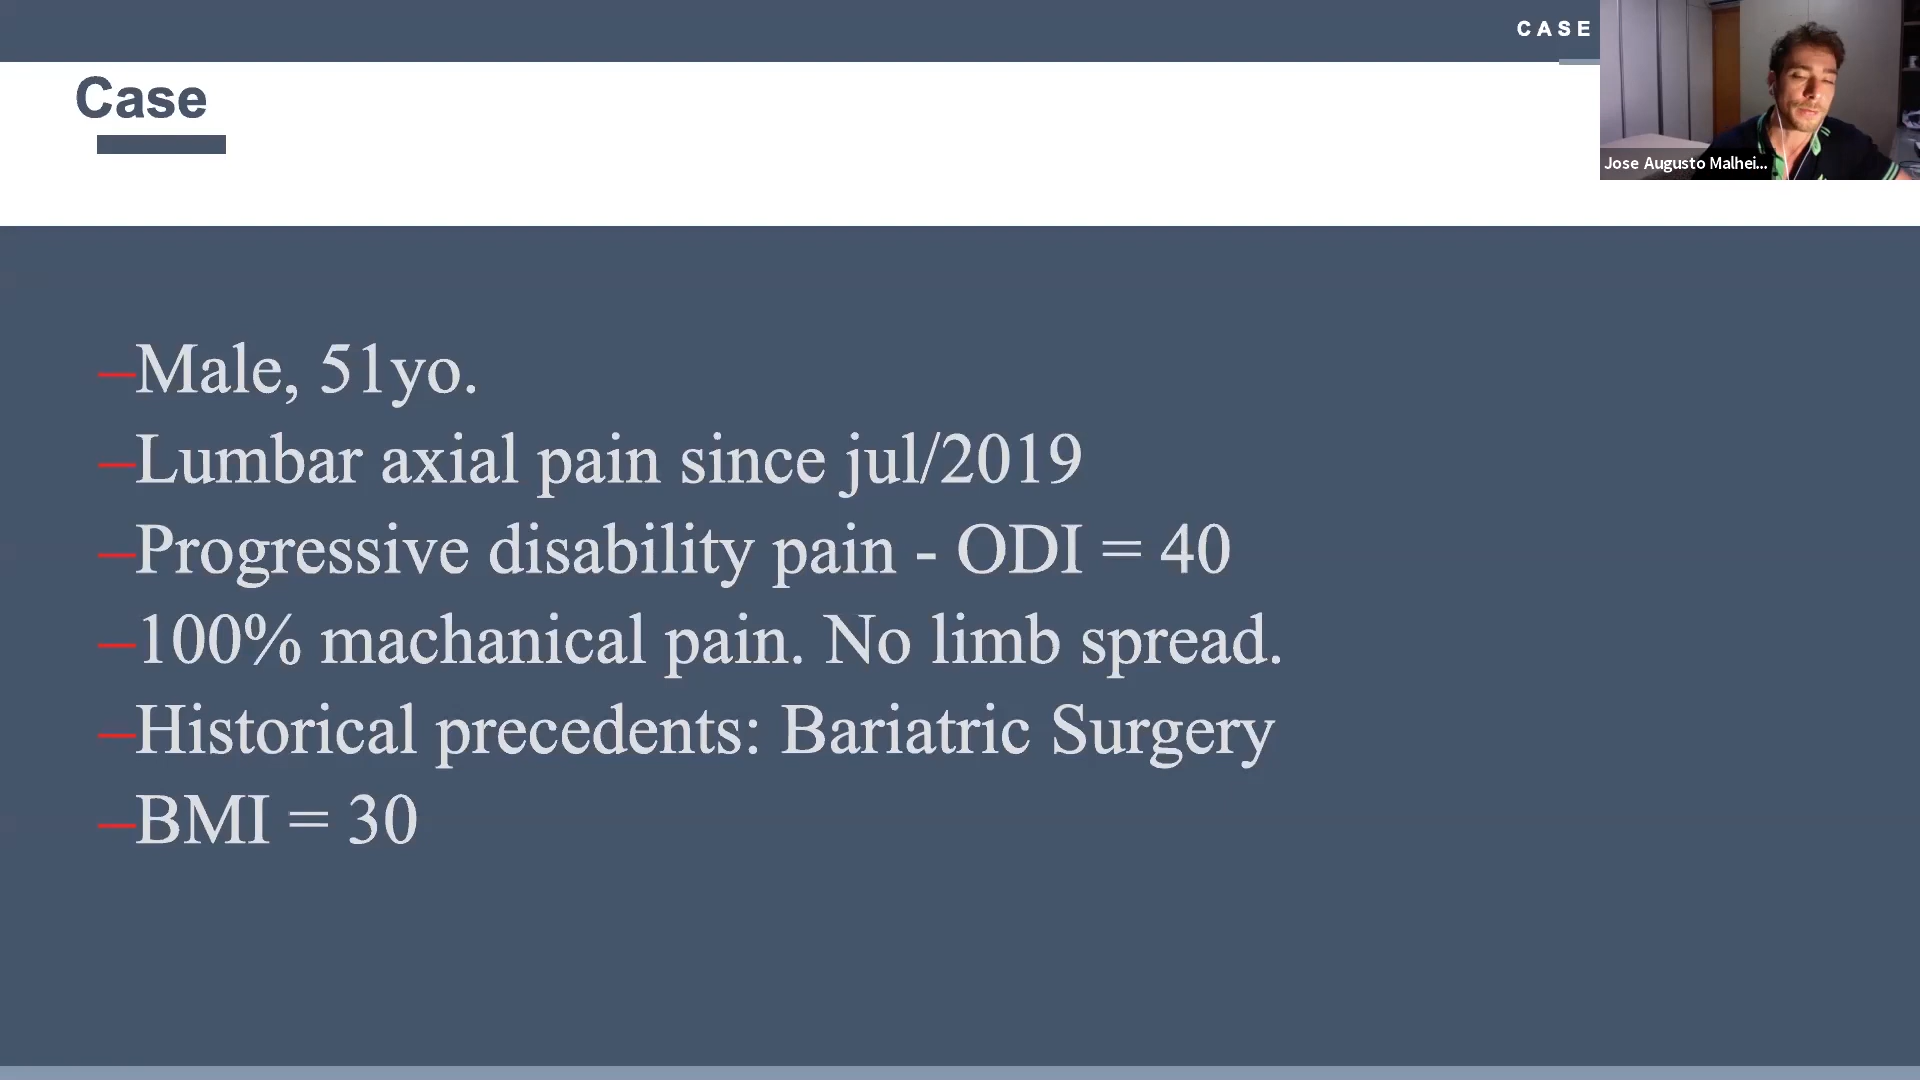 CASE
Case
Jose Augusto Malhei...
–Male, 51yo.
–Lumbar axial pain since jul/2019
–Progressive disability pain - ODI = 40
–100% machanical pain. No limb spread.
–Historical precedents: Bariatric Surgery
–BMI = 30